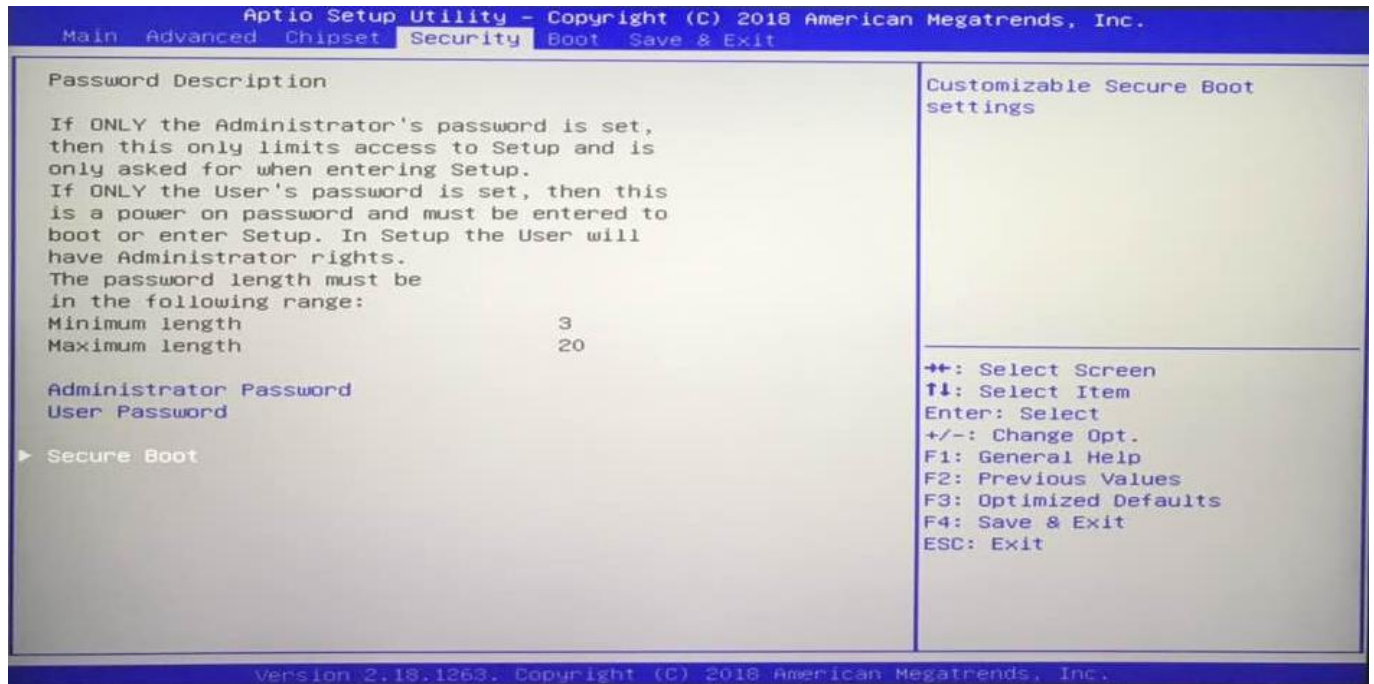 Aptio Setup Utility – Copyright (C) 2018 American Megatrends, Inc.
Main Advanced Chipset Security Boot Save & Exit
Password Description
If ONLY the Administrator's password is set,
then this only limits access to Setup and is
only asked for when entering Setup.
If ONLY the User's password is set, then this
is a power on password and must be entered to
boot or enter Setup. In Setup the User will
have Administrator rights.
The password length must be
in the following range:
Minimum length 3
Maximum length 20
Administrator Password
User Password
► Secure Boot
Customizable Secure Boot
settings
→←: Select Screen
↑↓: Select Item
Enter: Select
+/-: Change Opt.
F1: General Help
F2: Previous Values
F3: Optimized Defaults
F4: Save & Exit
ESC: Exit
Version 2.18.1263. Copyright (C) 2018 American Megatrends, Inc.